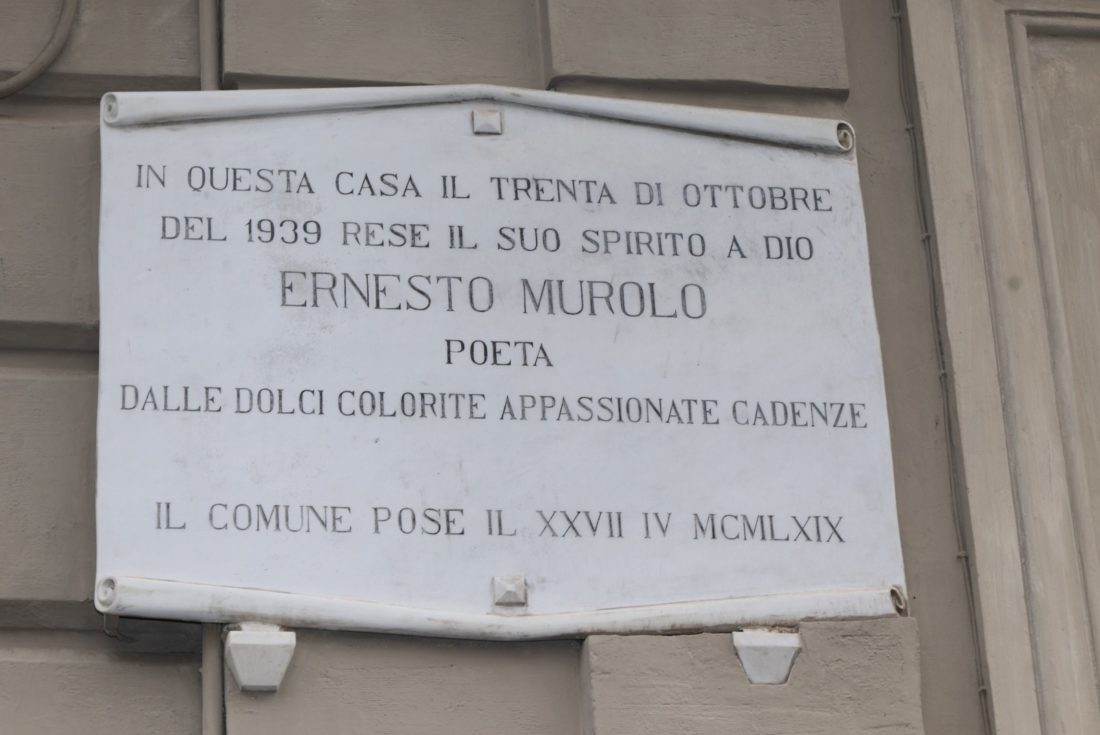 IN QUESTA CASA IL TRENTA DI OTTOBRE
DEL 1939 RESE IL SUO SPIRITO A DIO
ERNESTO MUROLO
POETA
DALLE DOLCI COLORITE APPASSIONATE CADENZE
IL COMUNE POSE IL XXVII IV MCMLXIX